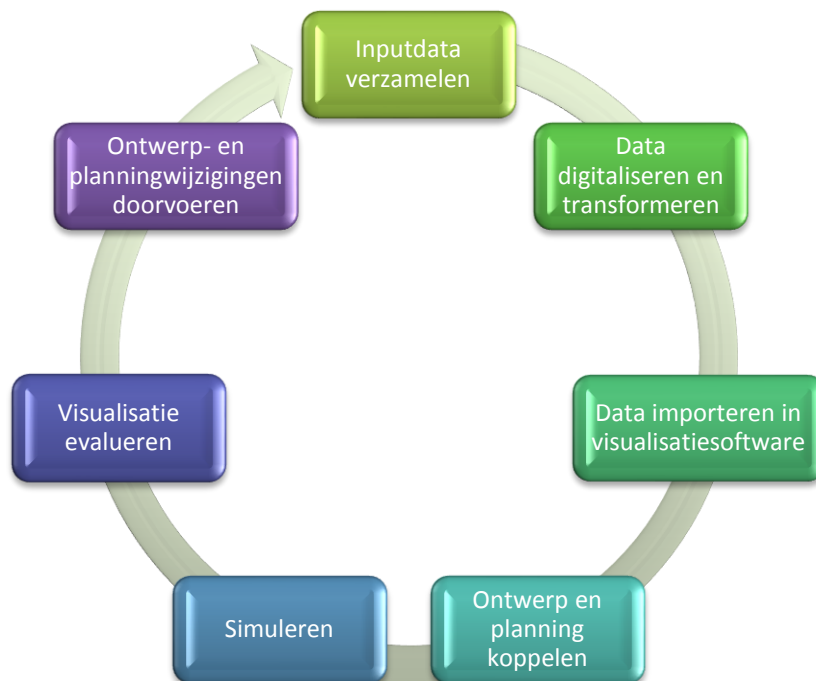 Inputdata
verzamelen
Data
digitaliseren en
transformeren
Data importeren in
visualisatiesoftware
Ontwerp en
planning
koppelen
Simuleren
Visualisatie
evalueren
Ontwerp- en
planningwijzigingen
doorvoeren